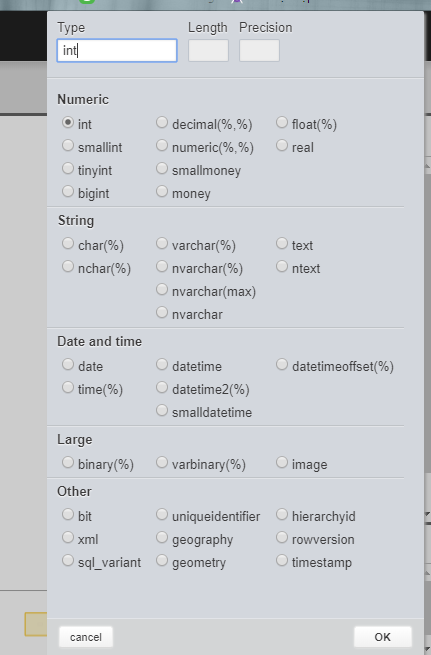 Type Length Precision
int
Numeric
int decimal(%,%) float(%)
smallint numeric(%,%) real
tinyint smallmoney
bigint money
String
char(%) varchar(%) text
nchar(%) nvarchar(%) ntext
nvarchar(max)
nvarchar
Date and time
date datetime datetimeoffset(%)
time(%) datetime2(%)
smalldatetime
Large
binary(%) varbinary(%) image
Other
bit uniqueidentifier hierarchyid
xml geography rowversion
sql_variant geometry timestamp
cancel OK